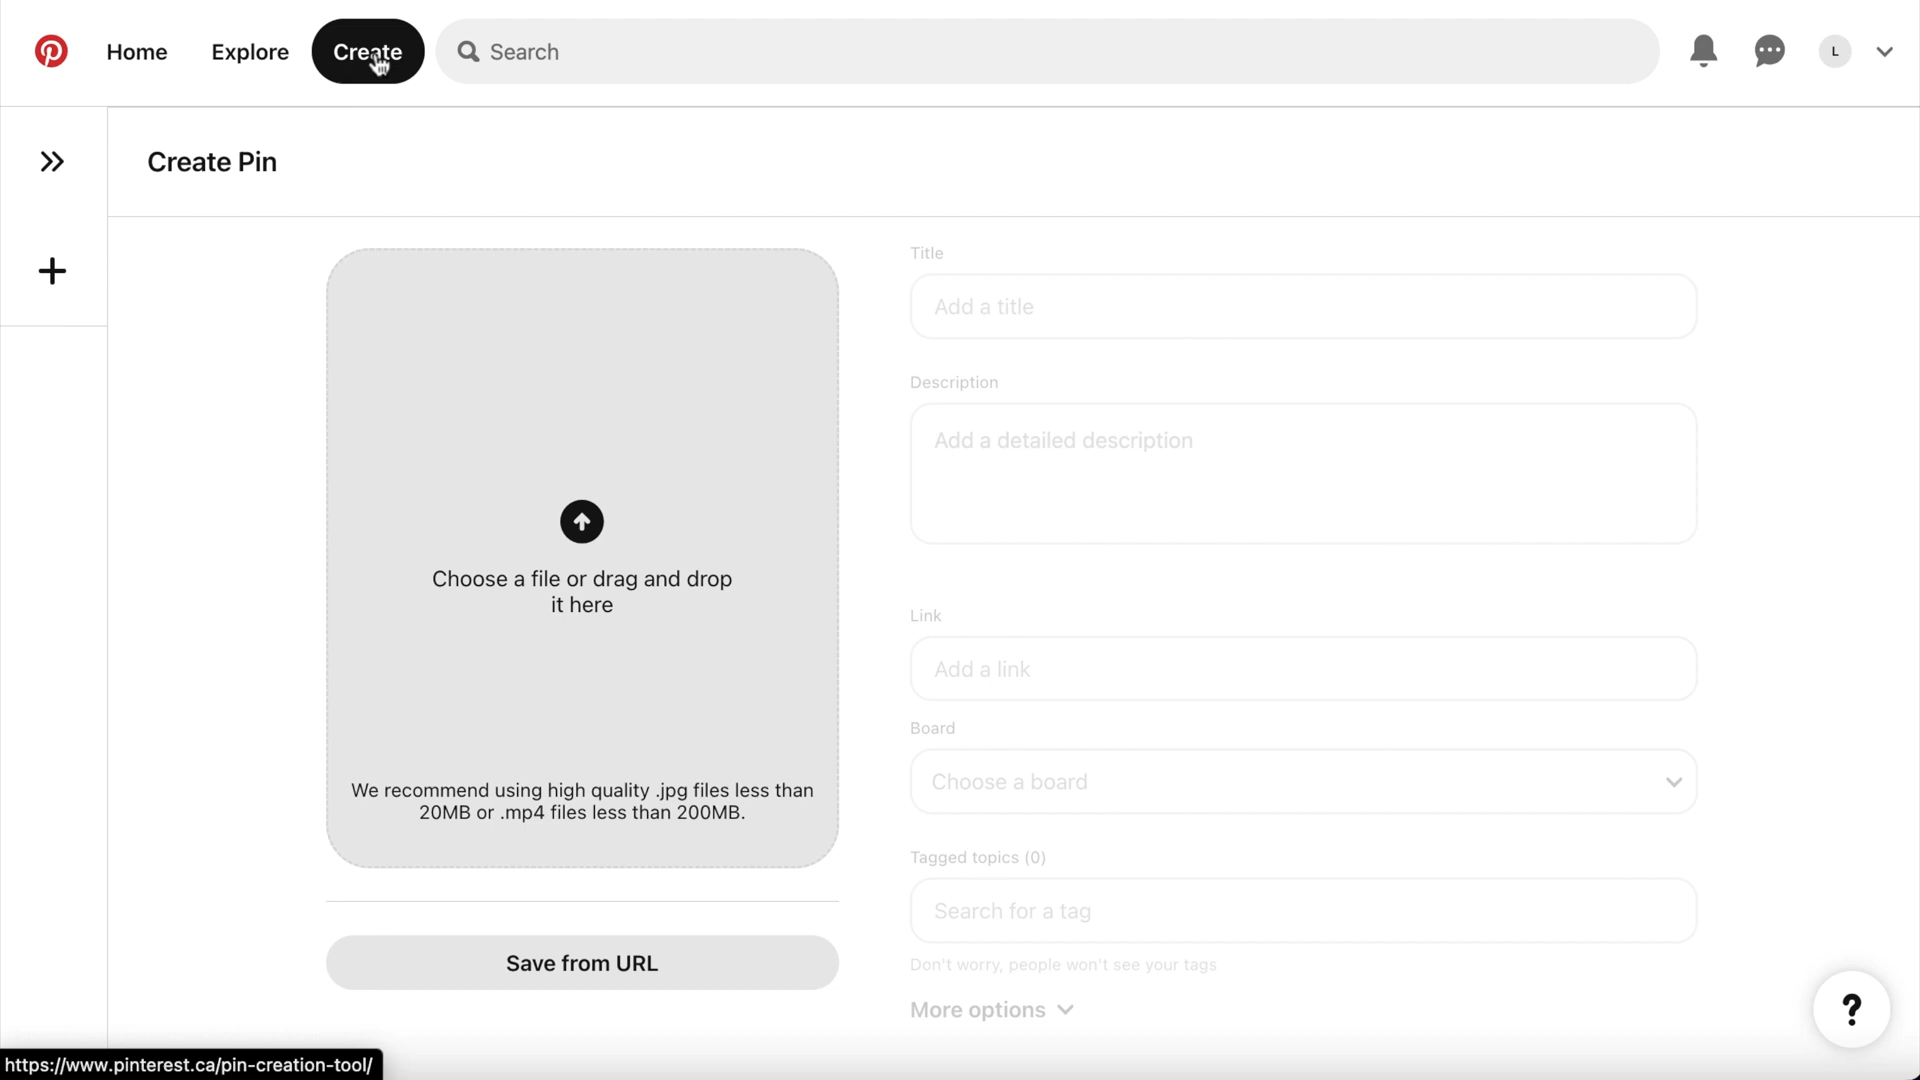 Home
Explore
Create
Search
L
Create Pin
Choose a file or drag and drop
it here
We recommend using high quality .jpg files less than
20MB or .mp4 files less than 200MB.
Save from URL
Title
Add a title
Description
Add a detailed description
Link
Add a link
Board
Choose a board
Tagged topics (0)
Search for a tag
Don't worry, people won't see your tags
More options
?
https://www.pinterest.ca/pin-creation-tool/